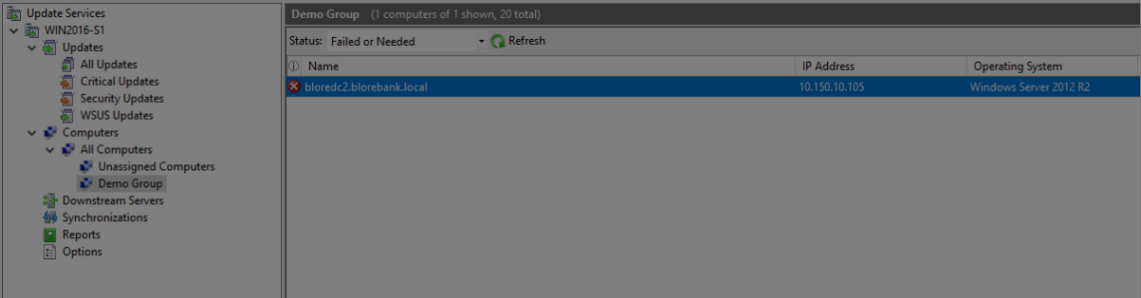 Update Services
WIN2016-S1
Updates
All Updates
Critical Updates
Security Updates
WSUS Updates
Computers
All Computers
Unassigned Computers
Demo Group
Downstream Servers
Synchronizations
Reports
Options
Demo Group (1 computers of 1 shown, 20 total)
Status: Failed or Needed Refresh
Name IP Address Operating System
bloredc2.blorebank.local 10.150.10.105 Windows Server 2012 R2